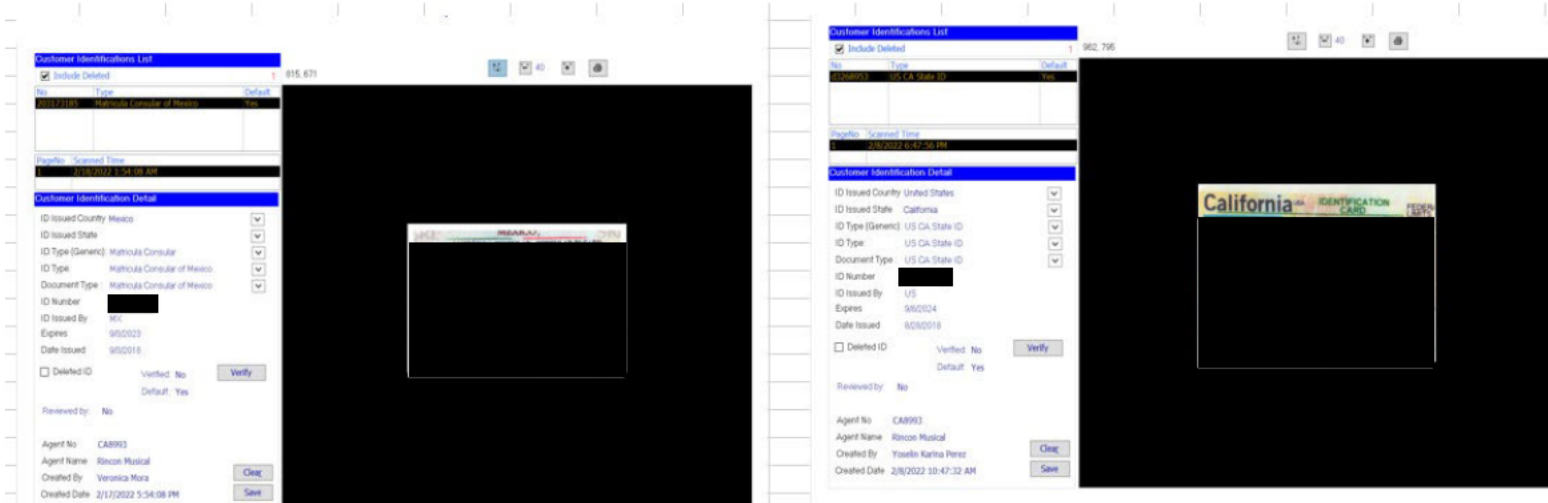 Customer Identifications List
Include Deleted 1 815, 671 40
No Type Default
203173185 Matricula Consular of Mexico Yes
PageNo Scanned Time
1 2/18/2022 1:54:08 AM
Customer Identification Detail
ID Issued Country Mexico
ID Issued State
ID Type (Generic) Matricula Consular
ID Type Matricula Consular of Mexico
Document Type Matricula Consular of Mexico
ID Number
ID Issued By MX
Expires 9/8/2023
Date Issued 9/8/2018
Deleted ID Verified No Verify
Default Yes
Reviewed by: No
Agent No CA8993
Agent Name Rincon Musical
Created By Veronica Mora Clear
Created Date 2/17/2022 5:54:08 PM Save
Customer Identifications List
Include Deleted 1 962, 795 40
No Type Default
d3268953 US CA State ID Yes
PageNo Scanned Time
1 2/8/2022 6:47:56 PM
Customer Identification Detail
ID Issued Country United States
ID Issued State California
ID Type (Generic) US CA State ID
ID Type US CA State ID
Document Type US CA State ID
ID Number
ID Issued By US
Expires 9/6/2024
Date Issued 8/28/2018
Deleted ID Verified No Verify
Default Yes
Reviewed by: No
Agent No CA8993
Agent Name Rincon Musical
Created By Yoselin Karina Perez Clear
Created Date 2/8/2022 10:47:32 AM Save
California USA IDENTIFICATION
CARD